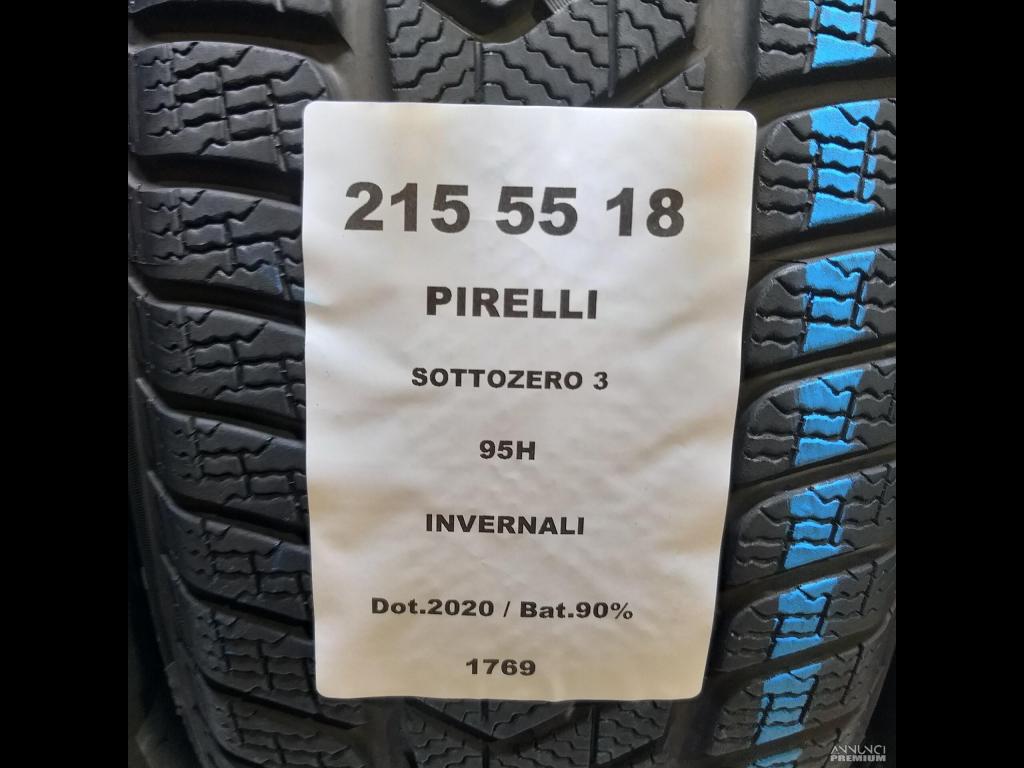 215 55 18
PIRELLI
SOTTOZERO 3
95H
INVERNALI
Dot.2020 / Bat.90%
1769
ANNUNCI
PREMIUM